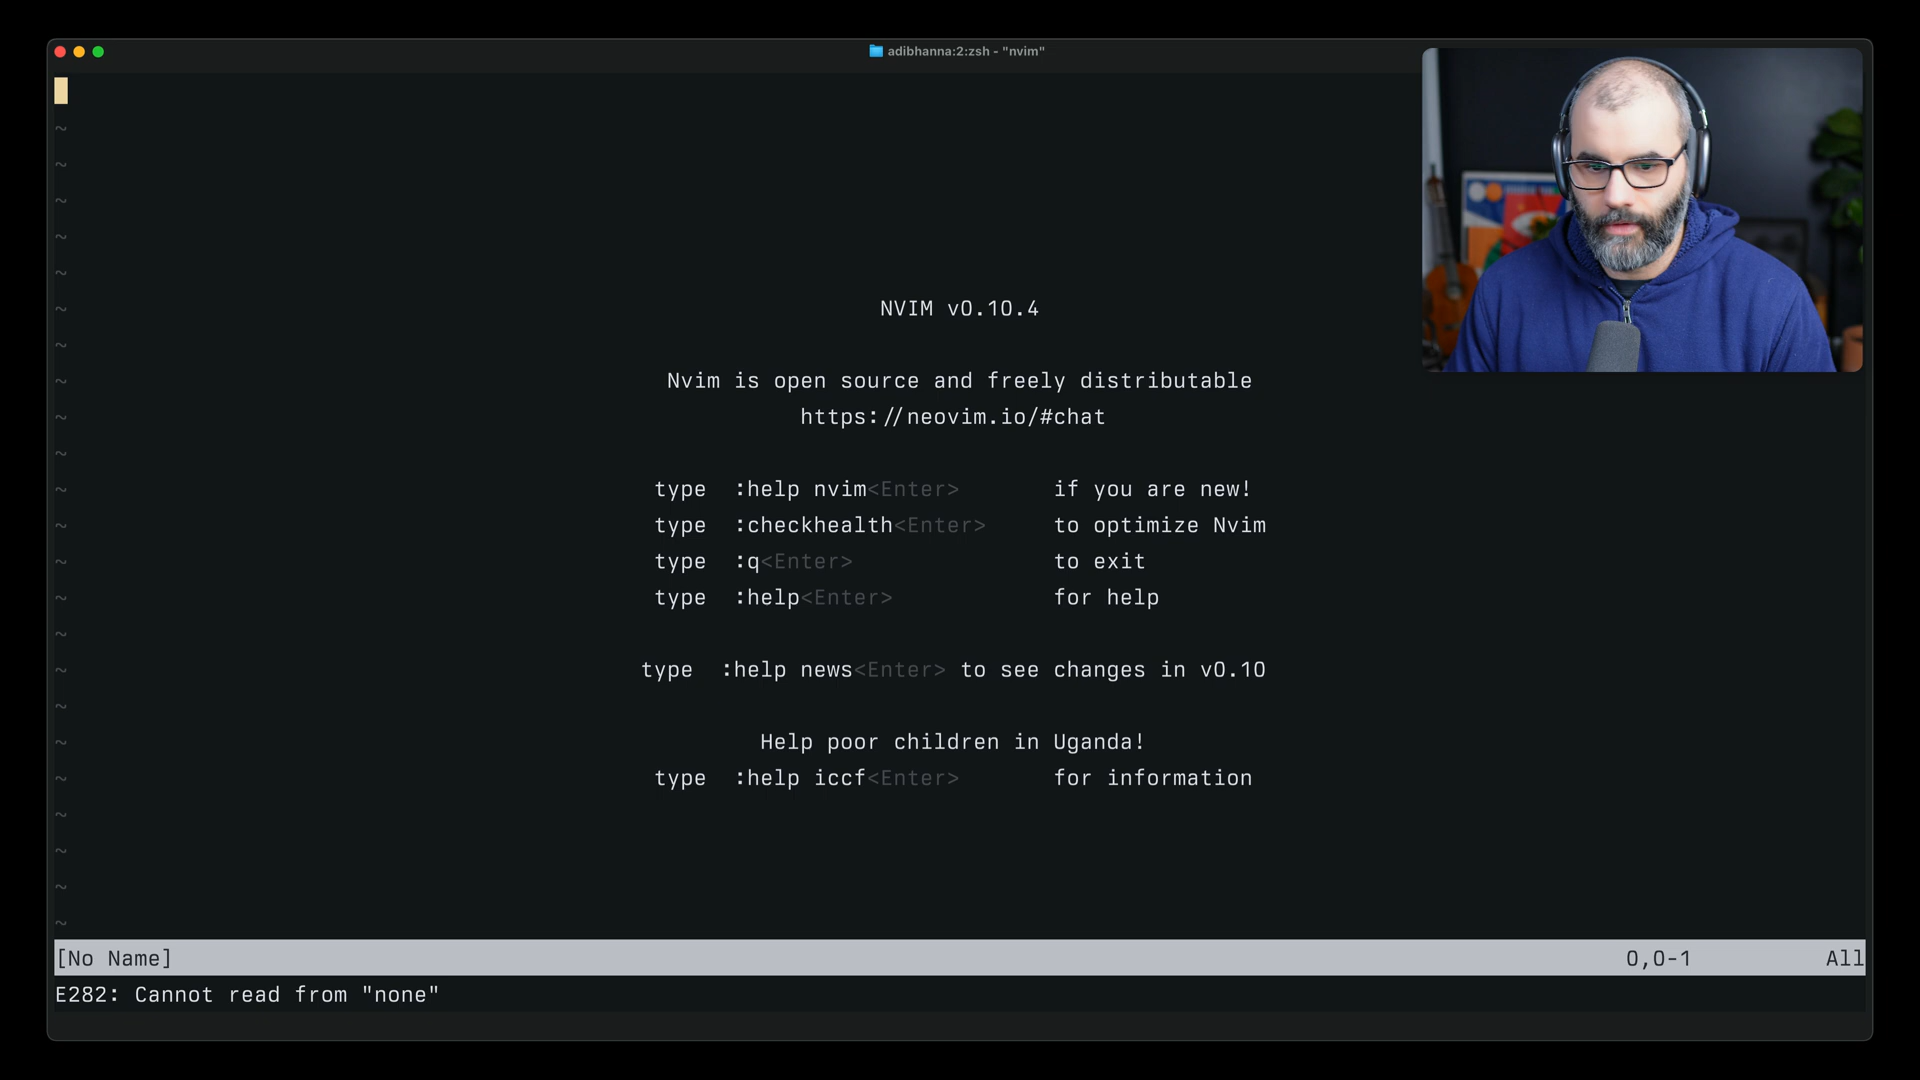 adibhanna:2:zsh - "nvim"
~
~
~
~
~
~
NVIM v0.10.4
~
~
Nvim is open source and freely distributable
~
https://neovim.io/#chat
~
~
type  :help nvim<Enter>       if you are new!
~
type  :checkhealth<Enter>     to optimize Nvim
~
type  :q<Enter>               to exit
~
type  :help<Enter>            for help
~
~
type  :help news<Enter> to see changes in v0.10
~
~
Help poor children in Uganda!
~
type  :help iccf<Enter>       for information
~
~
~
~
[No Name]                     0,0-1          All
E282: Cannot read from "none"